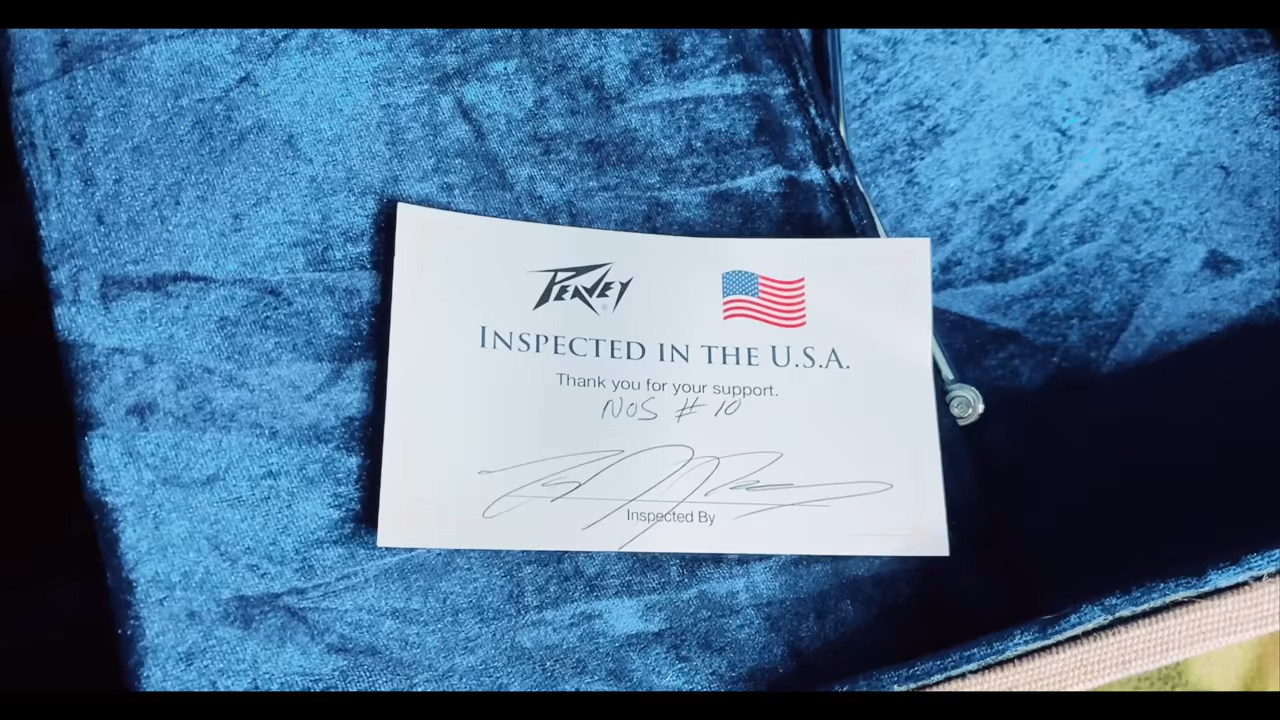 PEAVEY
INSPECTED IN THE U.S.A.
Thank you for your support.
NOS # 10
Inspected By